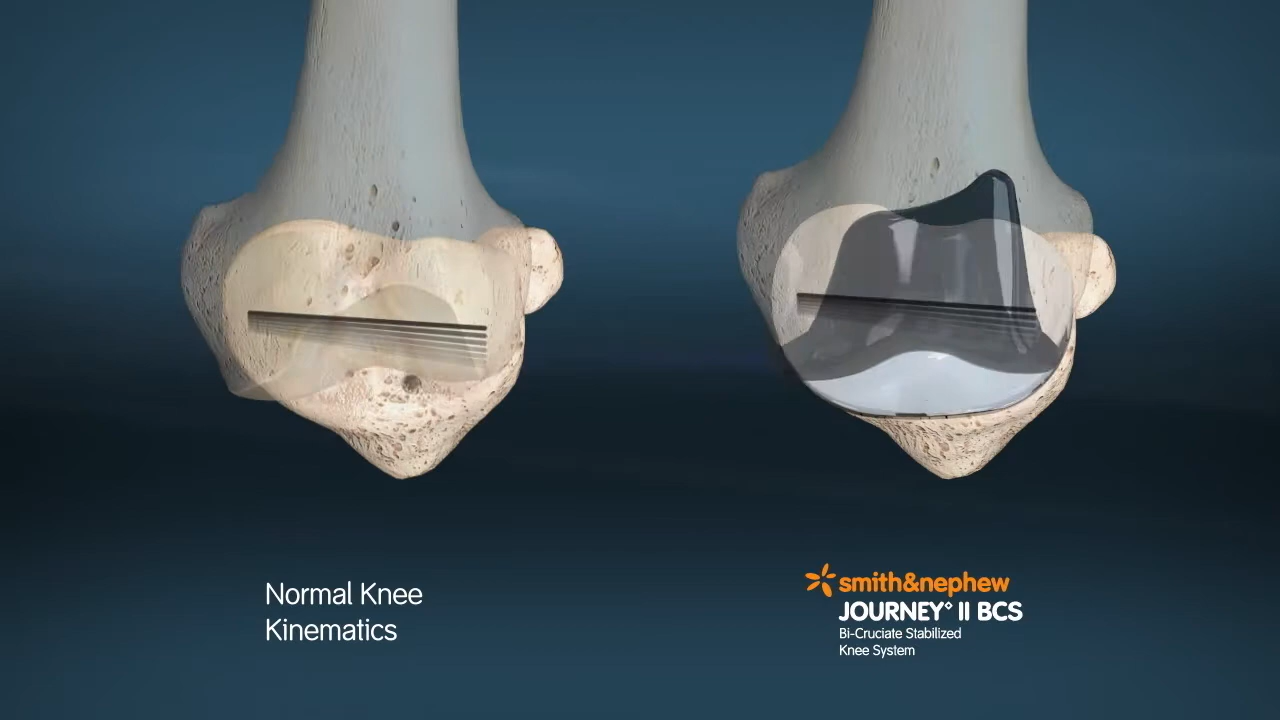 Normal Knee
Kinematics
smith&nephew
JOURNEY° II BCS
Bi-Cruciate Stabilized
Knee System